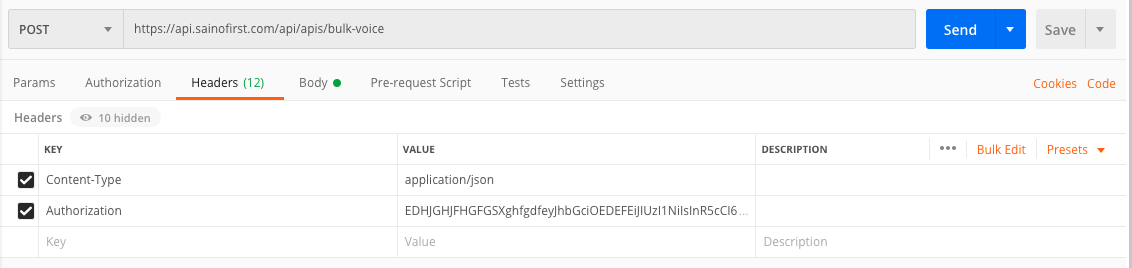 POST https://api.sainofirst.com/api/apis/bulk-voice Send Save
Params Authorization Headers (12) Body Pre-request Script Tests Settings Cookies Code
Headers 10 hidden
KEY VALUE DESCRIPTION ••• Bulk Edit Presets
Content-Type application/json
Authorization EDHJGHJFHGFGSXghfgdfeyJhbGciOEDEFEiJIUzI1NiIsInR5cCI6 ...
Key Value Description